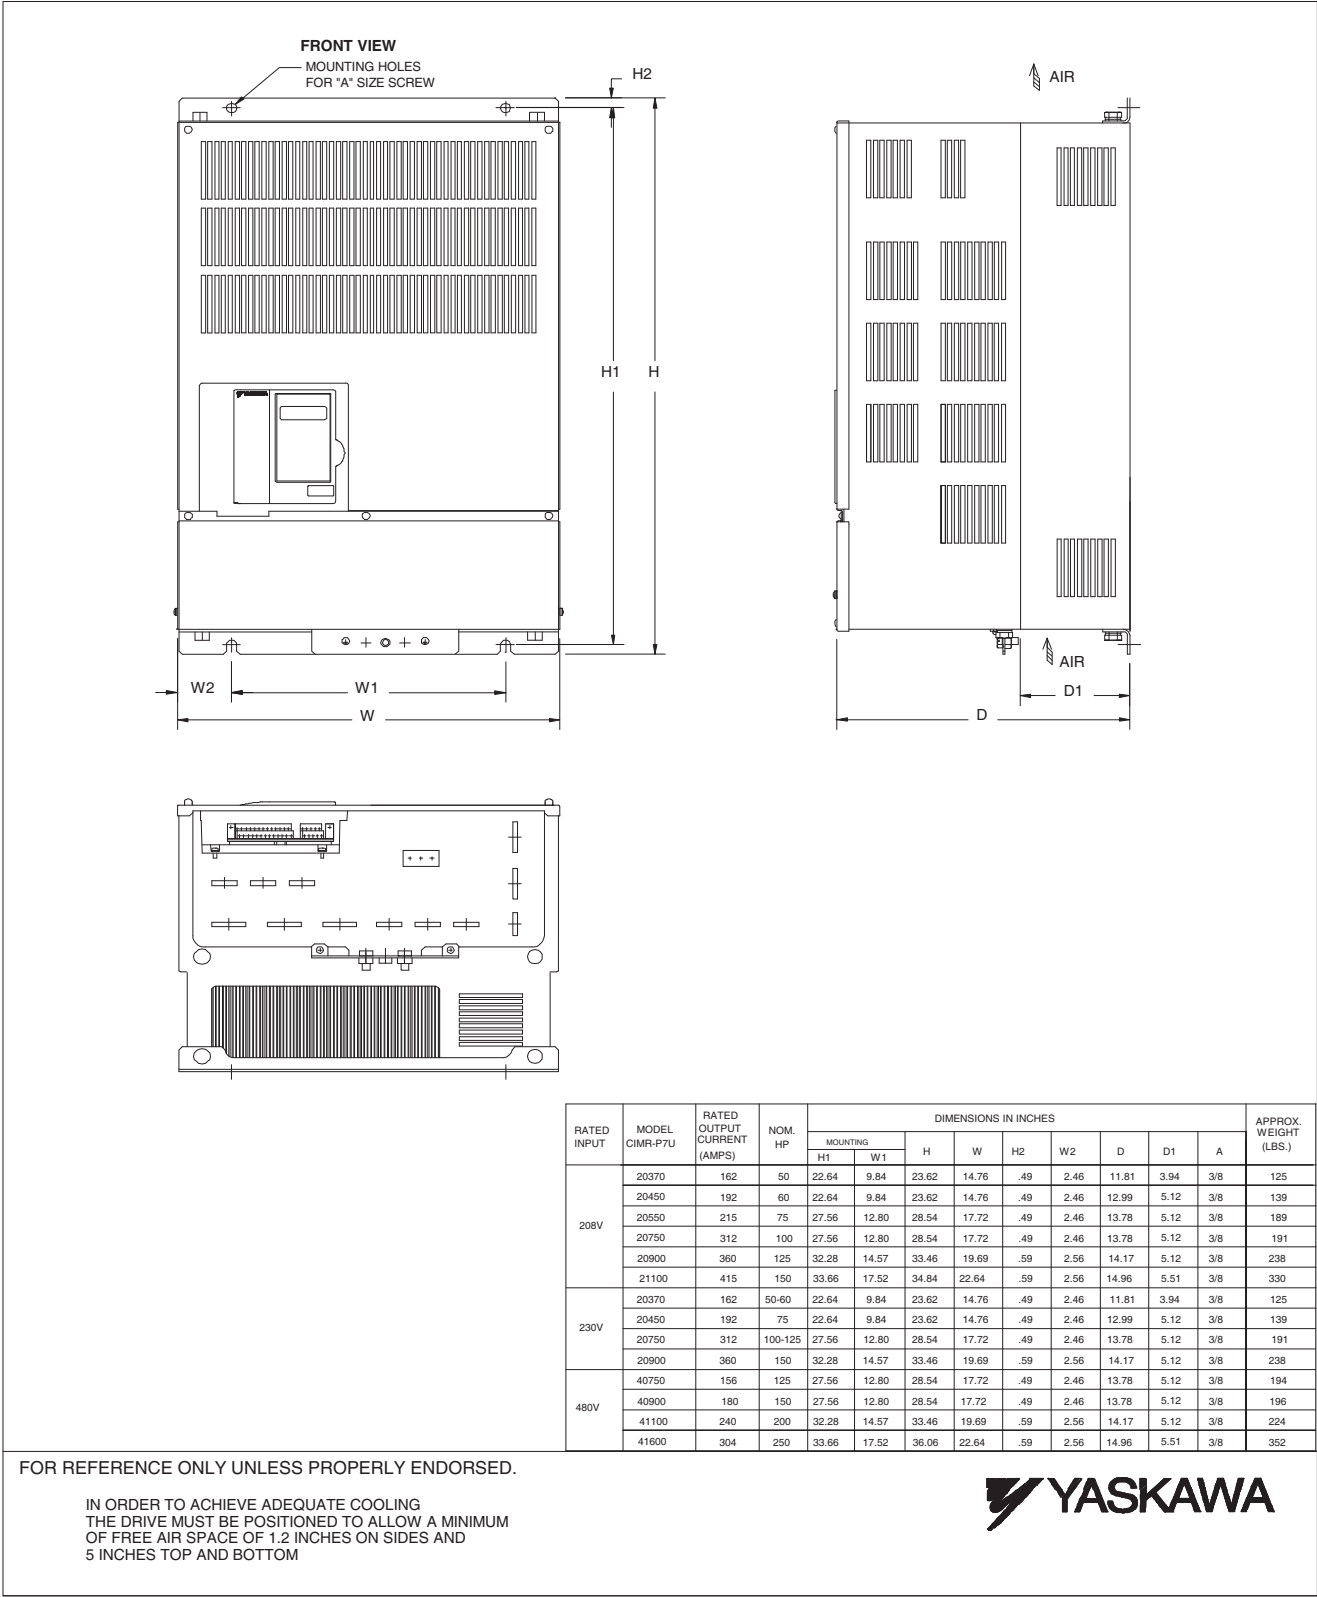 FRONT VIEW
MOUNTING HOLES
FOR "A" SIZE SCREW
H2
AIR
H1 H
YASKAWA
AIR
W2 W1 D1
W D
RATED INPUT MODEL CIMR-P7U RATED OUTPUT CURRENT (AMPS) NOM. HP DIMENSIONS IN INCHES APPROX. WEIGHT (LBS.)
MOUNTING
H1 W1 H W H2 W2 D D1 A
208V
20370 162 50 22.64 9.84 23.62 14.76 .49 2.46 11.81 3.94 3/8 125
20450 192 60 22.64 9.84 23.62 14.76 .49 2.46 12.99 5.12 3/8 139
20550 215 75 27.56 12.80 28.54 17.72 .49 2.46 13.78 5.12 3/8 189
20750 312 100 27.56 12.80 28.54 17.72 .49 2.46 13.78 5.12 3/8 191
20900 360 125 32.28 14.57 33.46 19.69 .59 2.56 14.17 5.12 3/8 238
21100 415 150 33.66 17.52 34.84 22.64 .59 2.56 14.96 5.51 3/8 330
230V
20370 162 50-60 22.64 9.84 23.62 14.76 .49 2.46 11.81 3.94 3/8 125
20450 192 75 22.64 9.84 23.62 14.76 .49 2.46 12.99 5.12 3/8 139
20750 312 100-125 27.56 12.80 28.54 17.72 .49 2.46 13.78 5.12 3/8 191
20900 360 150 32.28 14.57 33.46 19.69 .59 2.56 14.17 5.12 3/8 238
480V
40750 156 125 27.56 12.80 28.54 17.72 .49 2.46 13.78 5.12 3/8 194
40900 180 150 27.56 12.80 28.54 17.72 .49 2.46 13.78 5.12 3/8 196
41100 240 200 32.28 14.57 33.46 19.69 .59 2.56 14.17 5.12 3/8 224
41600 304 250 33.66 17.52 36.06 22.64 .59 2.56 14.96 5.51 3/8 352
FOR REFERENCE ONLY UNLESS PROPERLY ENDORSED.
IN ORDER TO ACHIEVE ADEQUATE COOLING
THE DRIVE MUST BE POSITIONED TO ALLOW A MINIMUM
OF FREE AIR SPACE OF 1.2 INCHES ON SIDES AND
5 INCHES TOP AND BOTTOM
YASKAWA